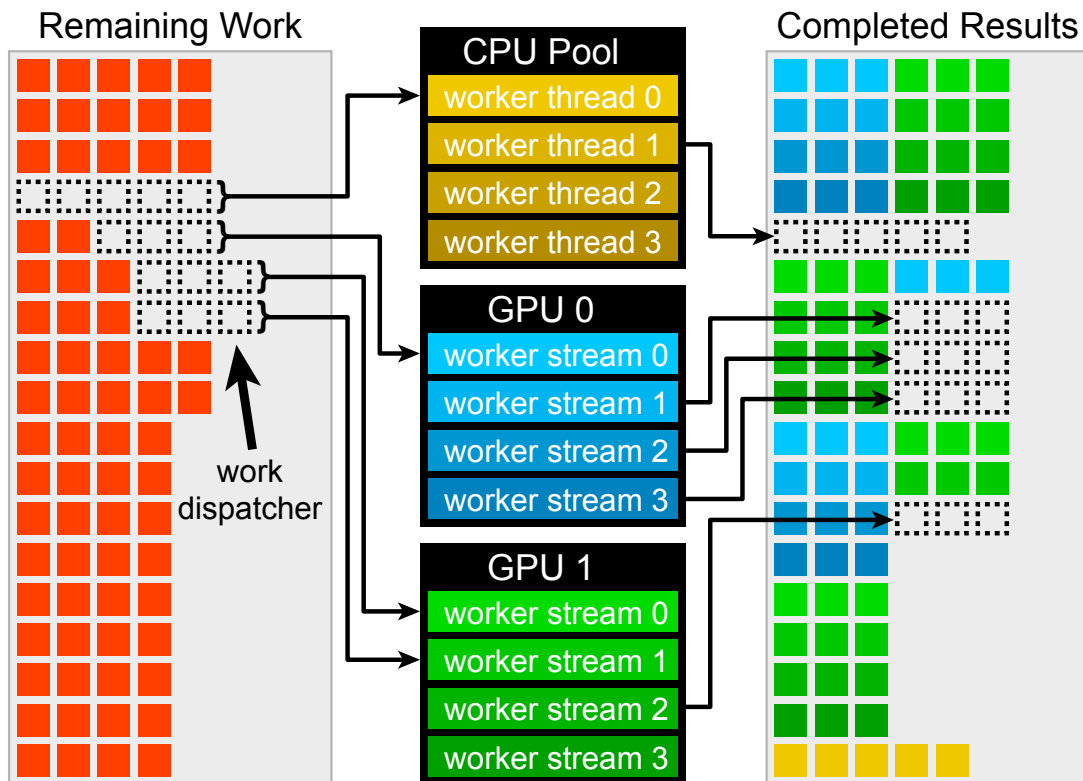 Remaining Work
work
dispatcher
CPU Pool
worker thread 0
worker thread 1
worker thread 2
worker thread 3
GPU 0
worker stream 0
worker stream 1
worker stream 2
worker stream 3
GPU 1
worker stream 0
worker stream 1
worker stream 2
worker stream 3
Completed Results